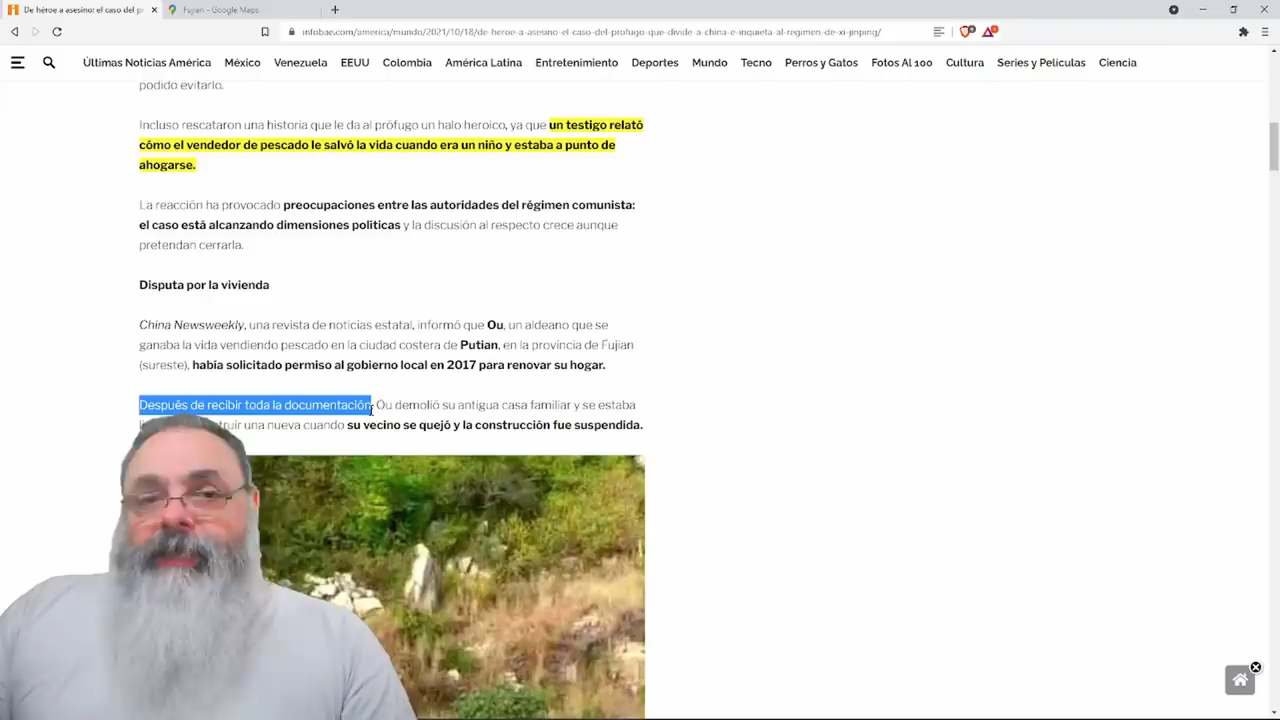 De héroe a asesino: el caso del p
Fujian - Google Maps
infobae.com/america/mundo/2021/10/18/de-heroe-a-asesino-el-caso-del-profugo-que-divide-a-china-e-inquieta-al-regimen-de-xi-jinping/
Últimas Noticias América México Venezuela EEUU Colombia América Latina Entretenimiento Deportes Mundo Tecno Perros y Gatos Fotos Al 100 Cultura Series y Peliculas Ciencia
podido evitarlo.
Incluso rescataron una historia que le da al prófugo un halo heroico, ya que un testigo relató
cómo el vendedor de pescado le salvó la vida cuando era un niño y estaba a punto de
ahogarse.
La reacción ha provocado preocupaciones entre las autoridades del régimen comunista:
el caso está alcanzando dimensiones políticas y la discusión al respecto crece aunque
pretendan cerrarla.
Disputa por la vivienda
China Newsweekly, una revista de noticias estatal, informó que Ou, un aldeano que se
ganaba la vida vendiendo pescado en la ciudad costera de Putian, en la provincia de Fujian
(sureste), había solicitado permiso al gobierno local en 2017 para renovar su hogar.
Después de recibir toda la documentación, Ou demolió su antigua casa familiar y se estaba
una nueva cuando su vecino se quejó y la construcción fue suspendida.